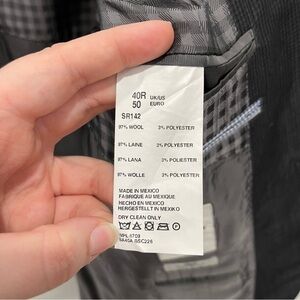 40R UK/US
50 EURO
SR142
97% WOOL 3% POLYESTER
97% LAINE 3% POLYESTER
97% LANA 3% POLIESTER
97% WOLLE 3% POLYESTER
MADE IN MEXICO
FABRIQUE AU MEXIQUE
HECHO EN MEXICO
HERGESTELLT IN MEXIKO
DRY CLEAN ONLY